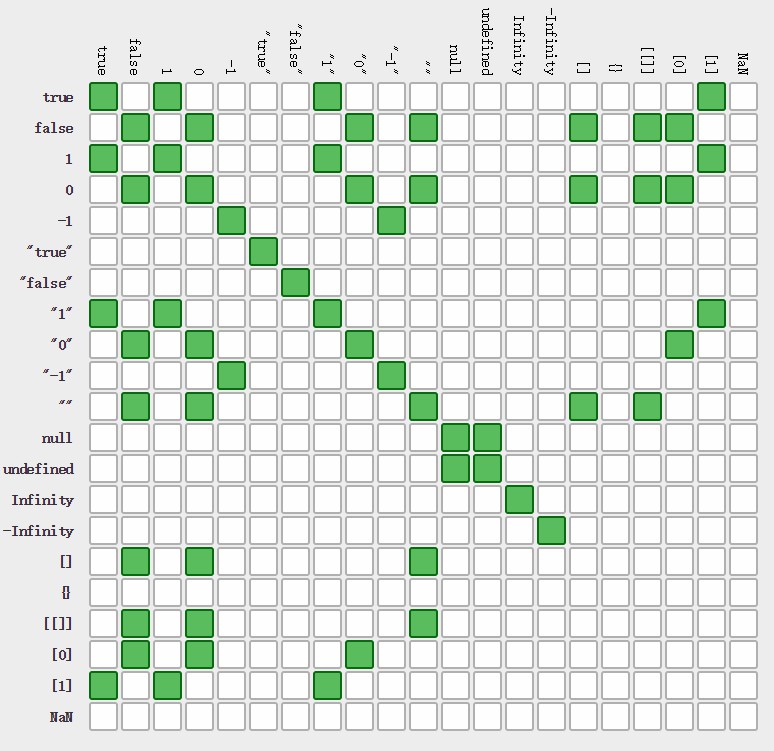 true
false
1
0
-1
"true"
"false"
"1"
"0"
"-1"
""
null
undefined
Infinity
-Infinity
[]
{}
[[]]
[0]
[1]
NaN
true
false
1
0
-1
"true"
"false"
"1"
"0"
"-1"
""
null
undefined
Infinity
-Infinity
[]
{}
[[]]
[0]
[1]
NaN